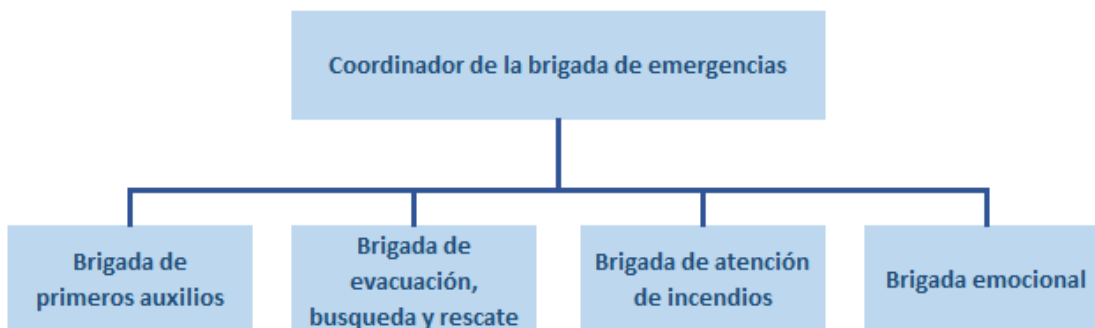 Coordinador de la brigada de emergencias
Brigada de
primeros auxilios
Brigada de
evacuación,
busqueda y rescate
Brigada de atención
de incendios
Brigada emocional